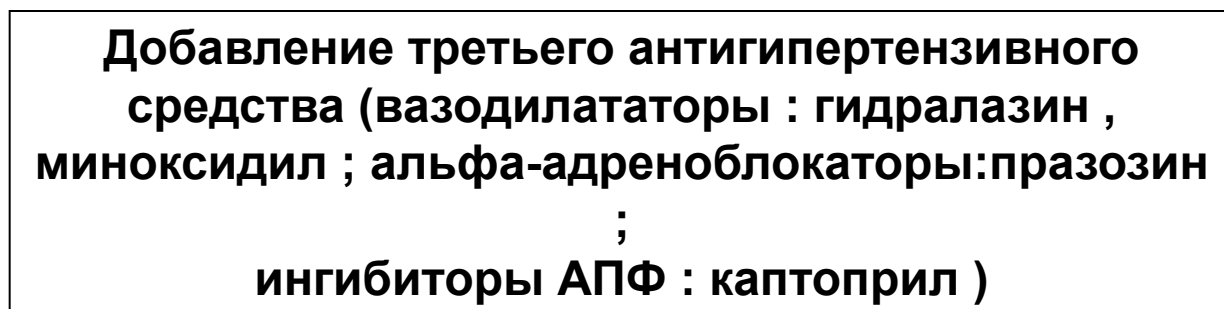 Добавление третьего антигипертензивного
средства (вазодилататоры : гидралазин ,
миноксидил ; альфа-адреноблокаторы:празозин
;
ингибиторы АПФ : каптоприл )